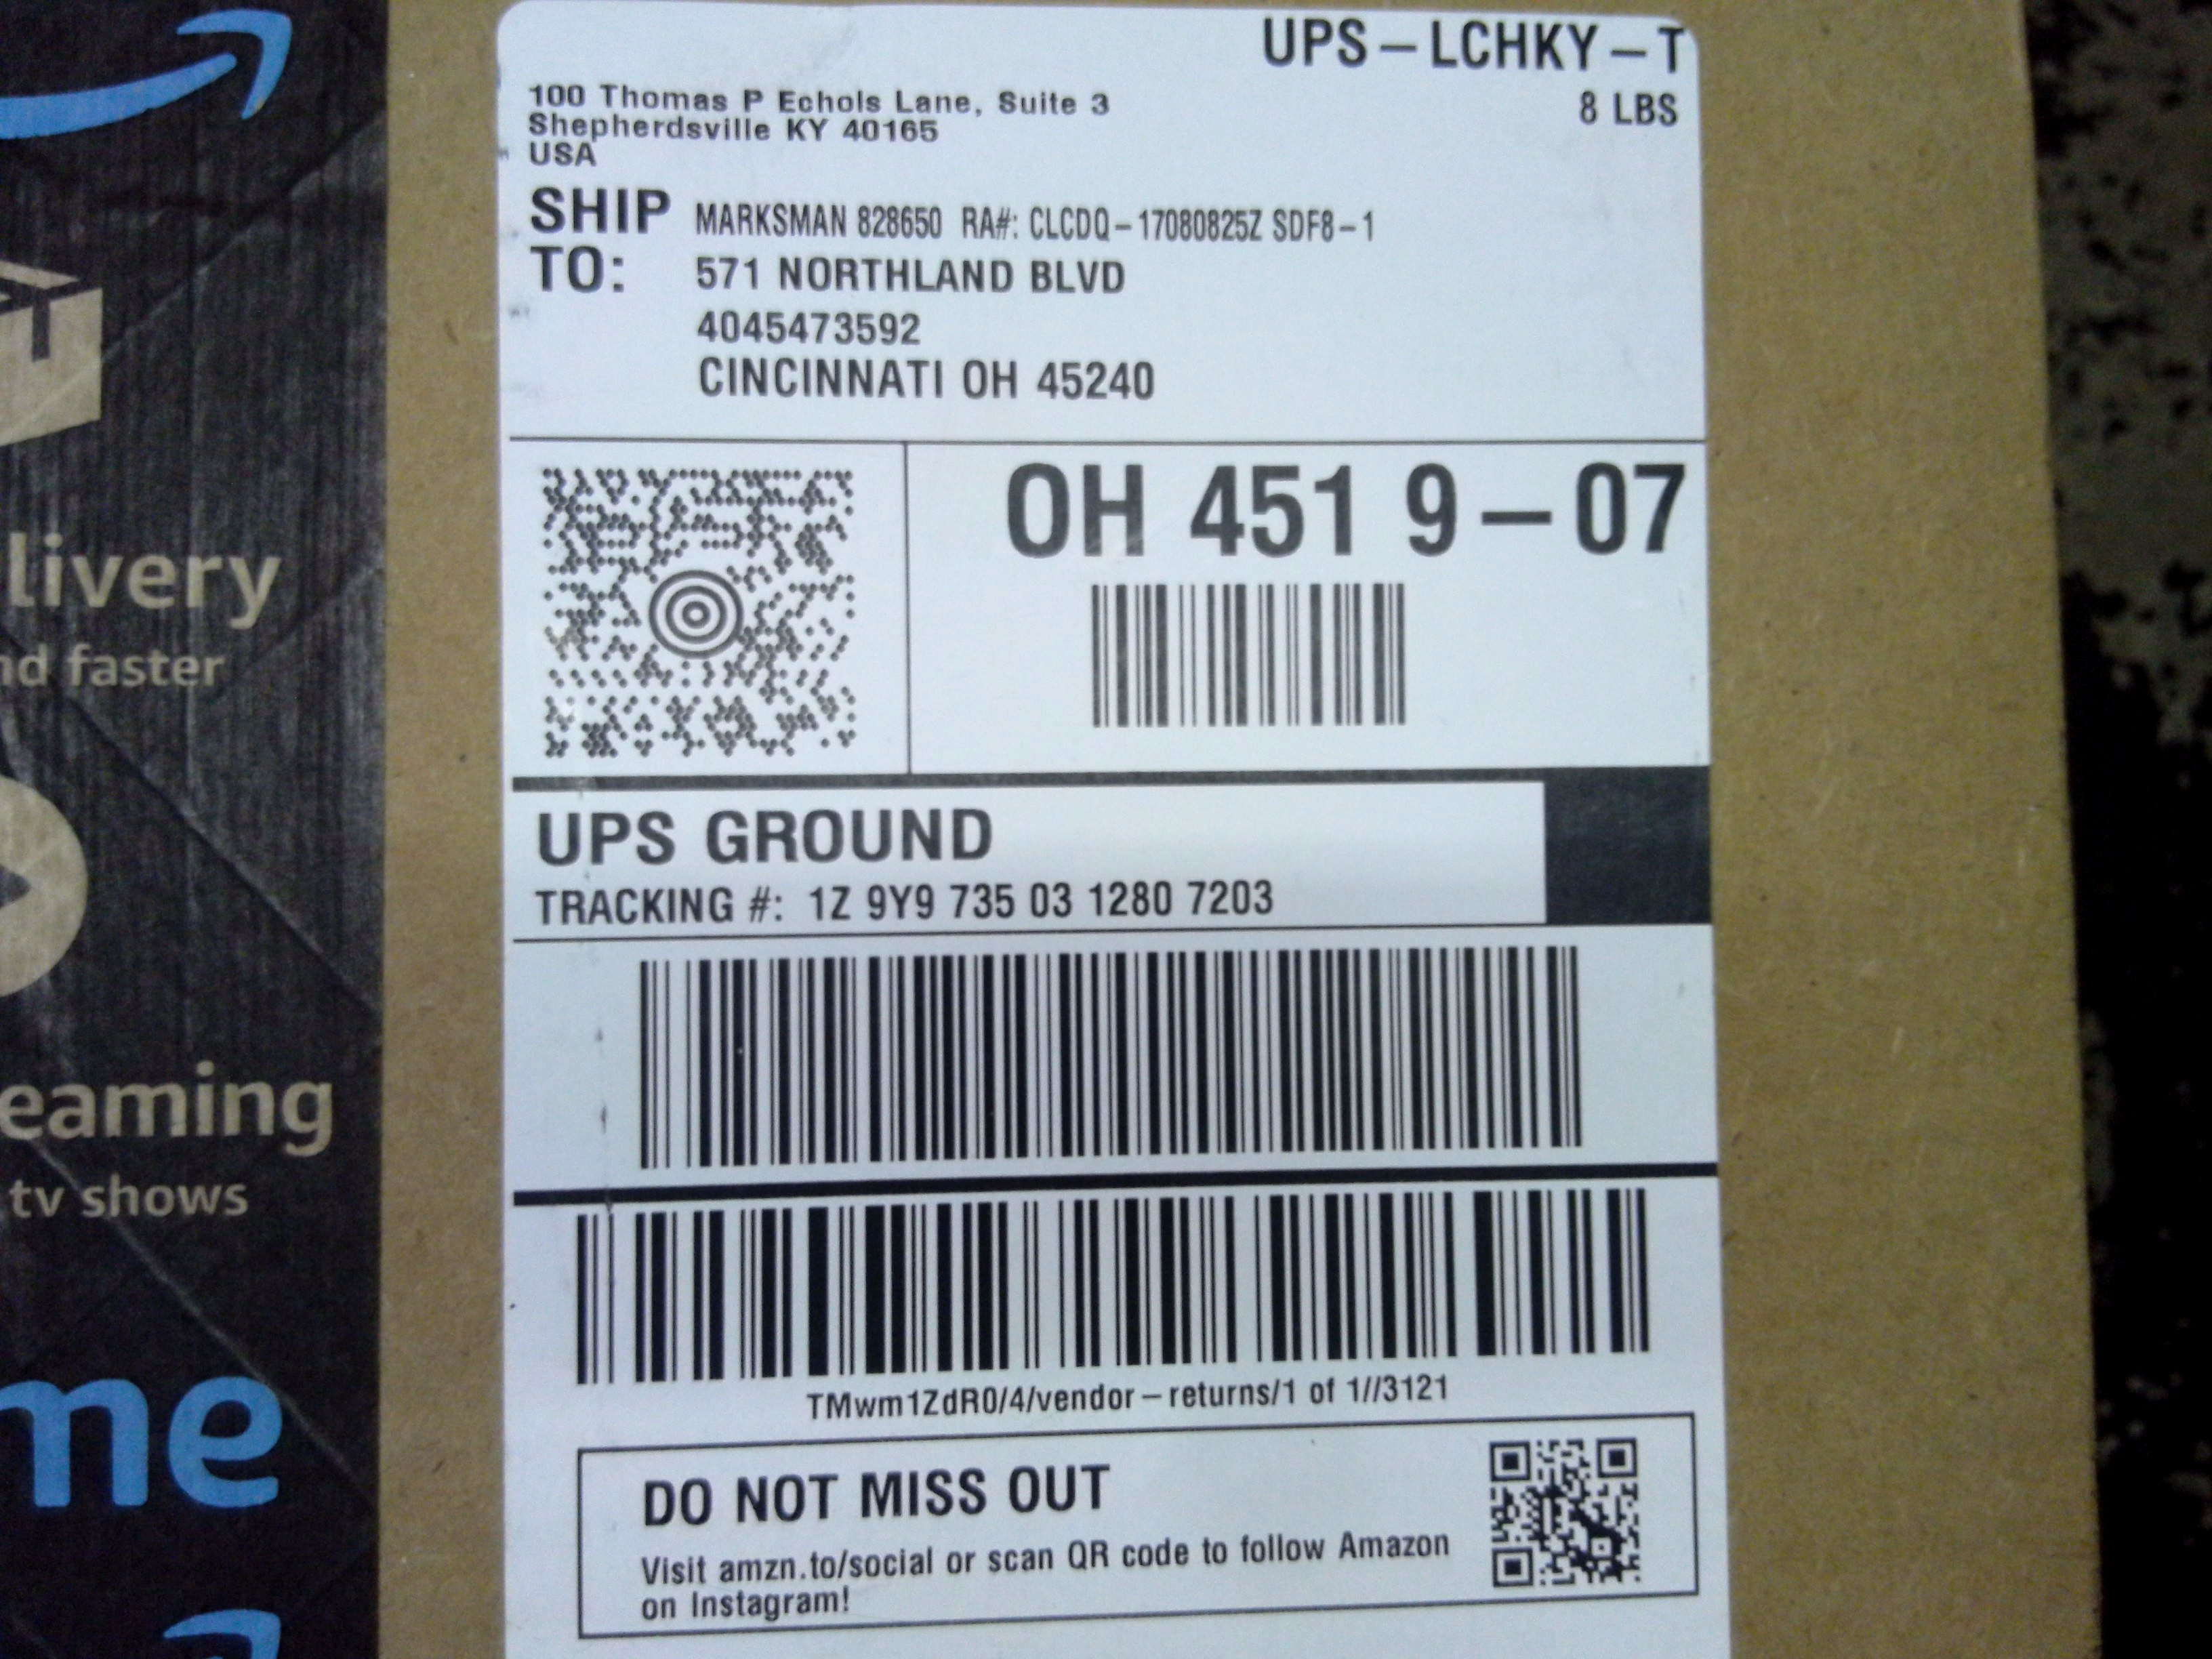 UPS-LCHKY-T
8 LBS
100 Thomas P Echols Lane, Suite 3
Shepherdsville KY 40165
USA
SHIP TO: MARKSMAN 828650 RA#: CLCDQ-17080825Z SDF8-1
571 NORTHLAND BLVD
4045473592
CINCINNATI OH 45240
OH 451 9-07
UPS GROUND
TRACKING #: 1Z 9Y9 735 03 1280 7203
TMwm1ZdR0/4/vendor-returns/1 of 1//3121
DO NOT MISS OUT
Visit amzn.to/social or scan QR code to follow Amazon
on Instagram!
livery
nd faster
eaming
tv shows
me